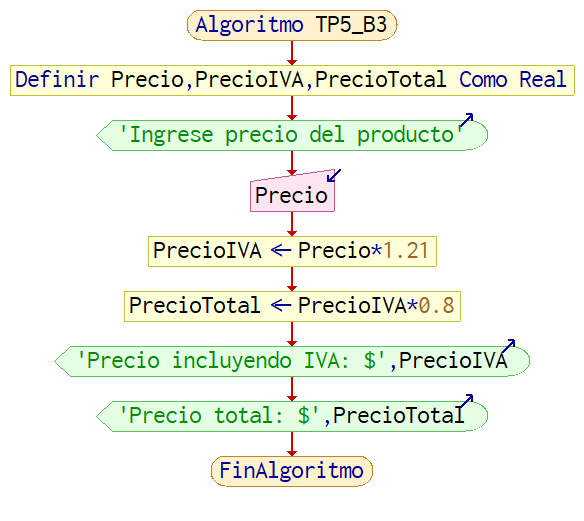 Algoritmo TP5_B3
Definir Precio,PrecioIVA,PrecioTotal Como Real
'Ingrese precio del producto'
Precio
PrecioIVA ← Precio*1.21
PrecioTotal ← PrecioIVA*0.8
'Precio incluyendo IVA: $',PrecioIVA
'Precio total: $',PrecioTotal
FinAlgoritmo